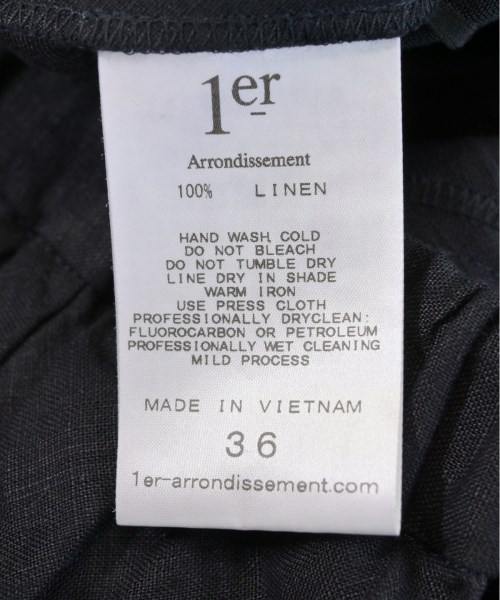 1er
Arrondissement
100% LINEN
HAND WASH COLD
DO NOT BLEACH
DO NOT TUMBLE DRY
LINE DRY IN SHADE
WARM IRON
USE PRESS CLOTH
PROFESSIONALLY DRYCLEAN:
FLUOROCARBON OR PETROLEUM
PROFESSIONALLY WET CLEANING
MILD PROCESS
MADE IN VIETNAM
36
1er-arrondissement.com